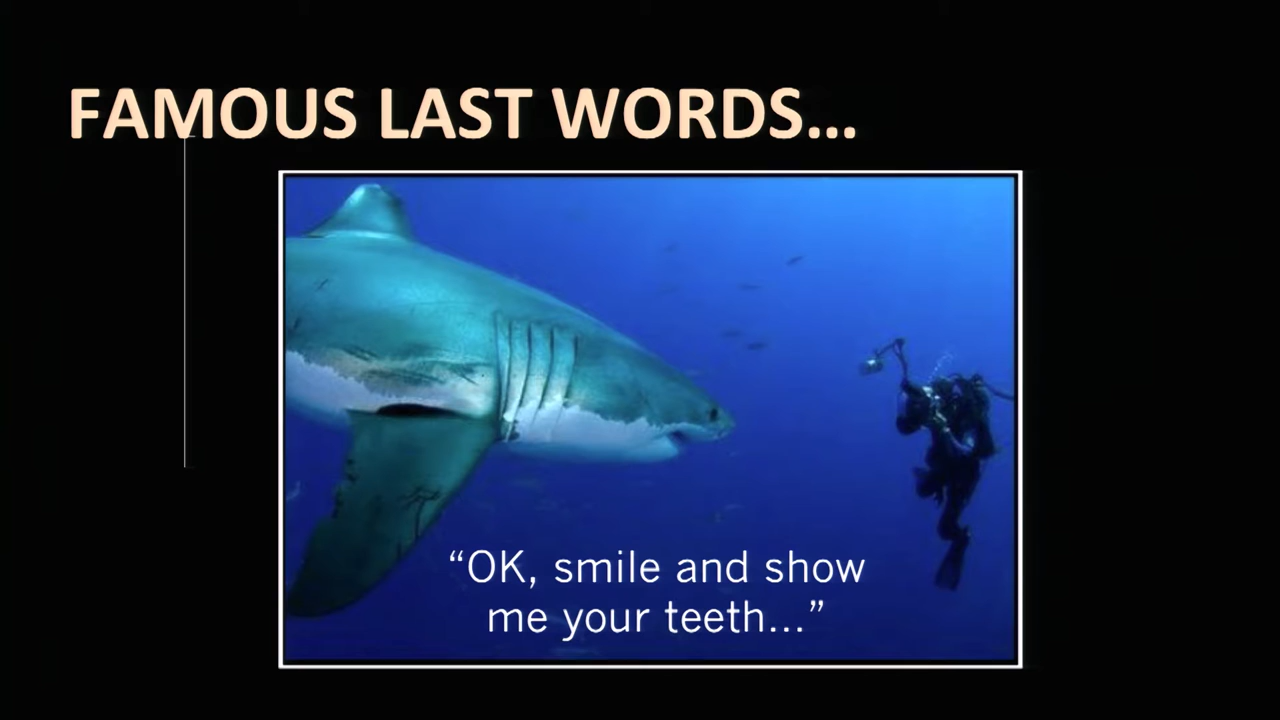 FAMOUS LAST WORDS...
“OK, smile and show
me your teeth...”